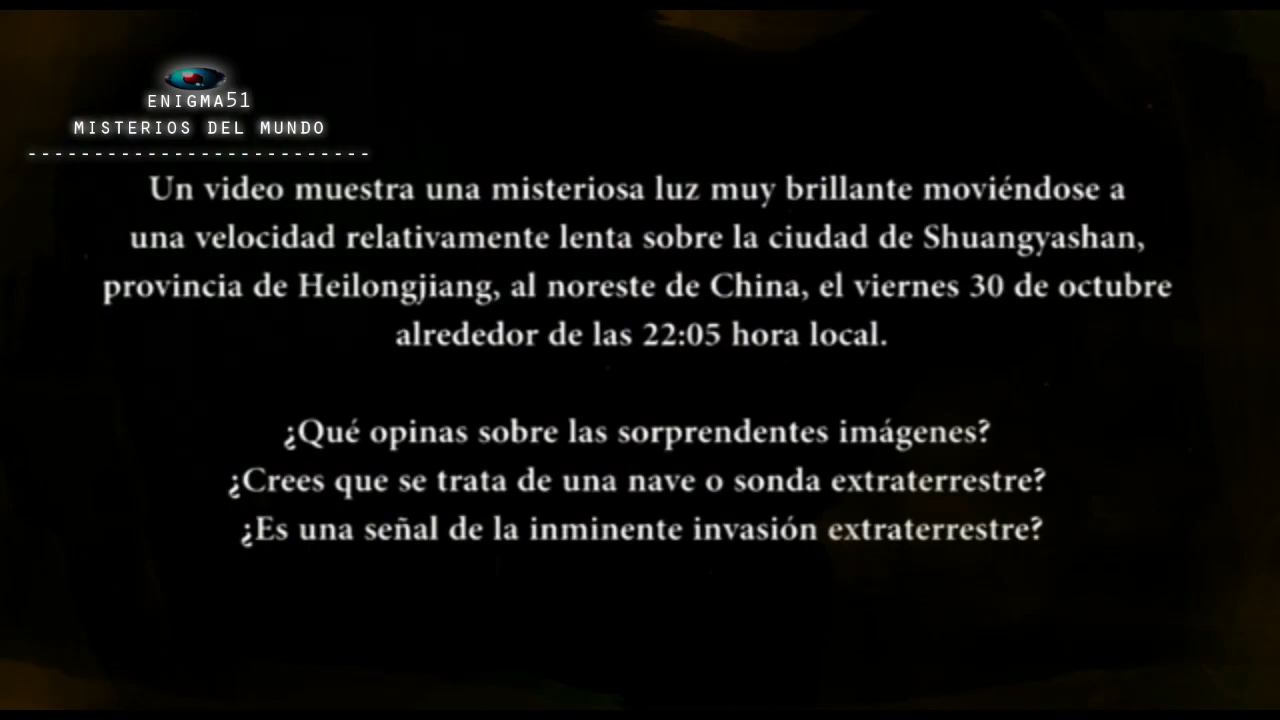 ENIGMA51
MISTERIOS DEL MUNDO
--------------------------
Un video muestra una misteriosa luz muy brillante moviéndose a
una velocidad relativamente lenta sobre la ciudad de Shuangyashan,
provincia de Heilongjiang, al noreste de China, el viernes 30 de octubre
alrededor de las 22:05 hora local.
¿Qué opinas sobre las sorprendentes imágenes?
¿Crees que se trata de una nave o sonda extraterrestre?
¿Es una señal de la inminente invasión extraterrestre?